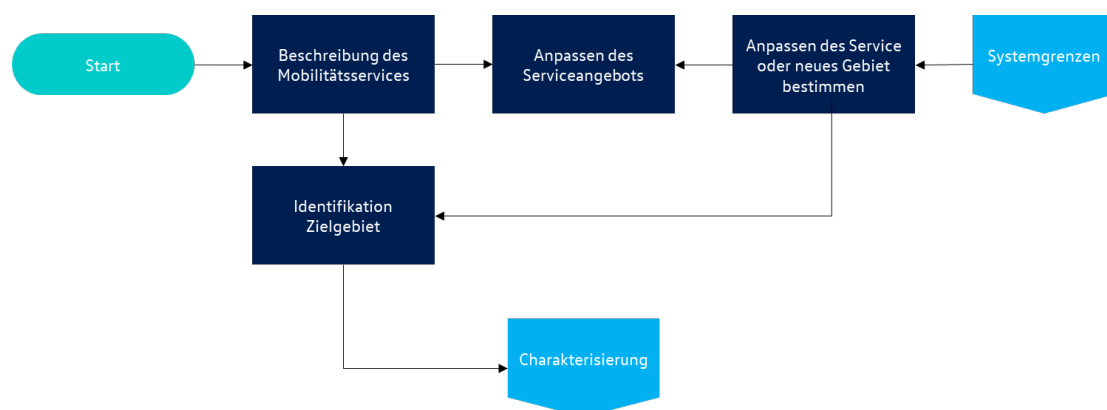 Start
Beschreibung des
Mobilitätsservices
Anpassen des
Serviceangebots
Anpassen des Service
oder neues Gebiet
bestimmen
Systemgrenzen
Identifikation
Zielgebiet
Charakterisierung